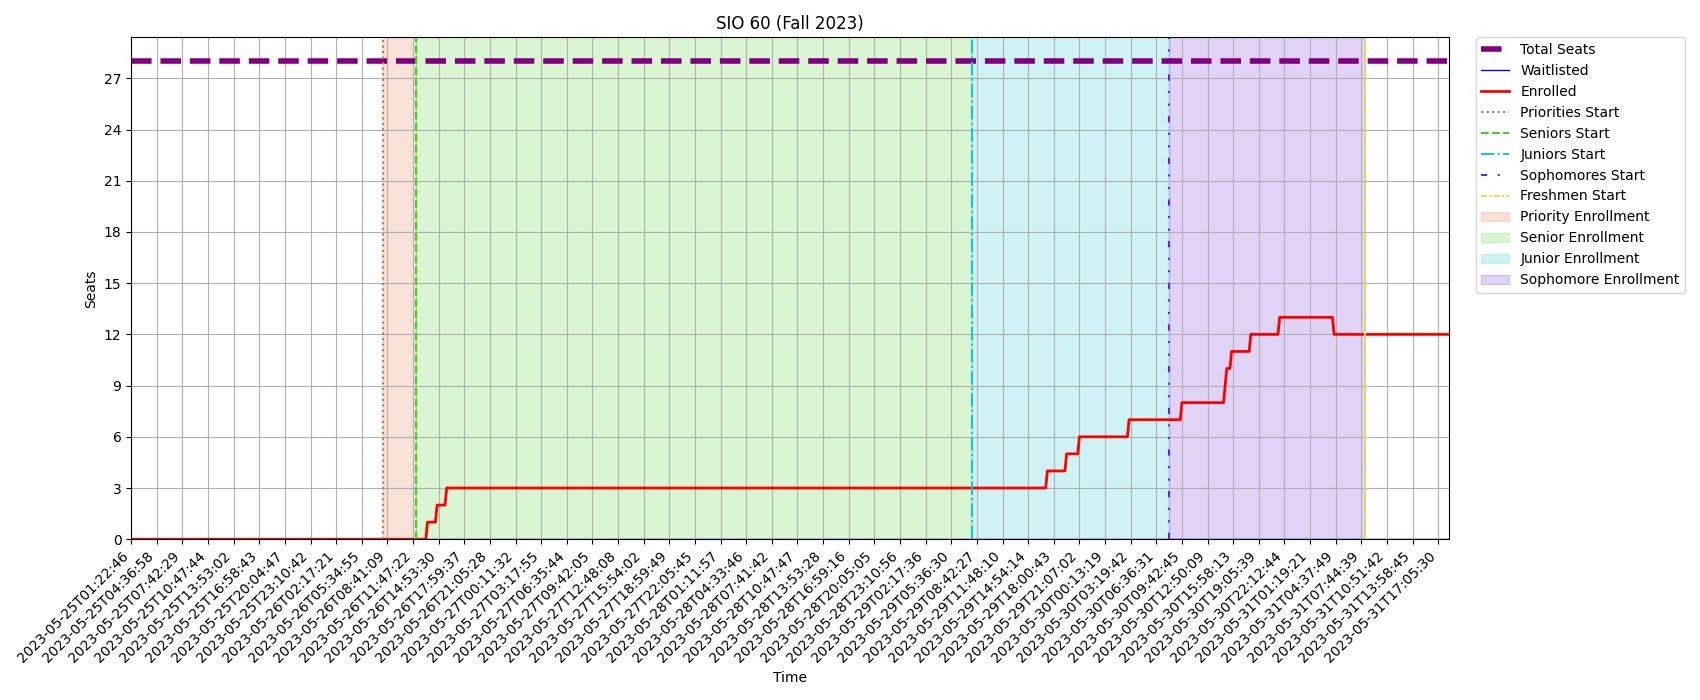 SIO 60 (Fall 2023)
Seats
27
24
21
18
15
12
9
6
3
0
2023-05-25T01:22:46
2023-05-25T04:36:58
2023-05-25T07:42:29
2023-05-25T10:47:44
2023-05-25T13:53:02
2023-05-25T16:58:43
2023-05-25T20:04:47
2023-05-25T23:10:42
2023-05-26T02:17:21
2023-05-26T05:34:55
2023-05-26T08:41:09
2023-05-26T11:47:22
2023-05-26T14:53:30
2023-05-26T17:59:37
2023-05-26T21:05:28
2023-05-27T00:11:32
2023-05-27T03:17:55
2023-05-27T06:35:44
2023-05-27T09:42:05
2023-05-27T12:48:08
2023-05-27T15:54:02
2023-05-27T18:59:49
2023-05-27T22:05:45
2023-05-28T01:11:57
2023-05-28T04:33:46
2023-05-28T07:41:42
2023-05-28T10:47:47
2023-05-28T13:53:28
2023-05-28T16:59:16
2023-05-28T20:05:05
2023-05-28T23:10:56
2023-05-29T02:17:36
2023-05-29T05:36:30
2023-05-29T08:42:27
2023-05-29T11:48:10
2023-05-29T14:54:14
2023-05-29T18:00:43
2023-05-29T21:07:02
2023-05-30T00:13:19
2023-05-30T03:19:42
2023-05-30T06:36:31
2023-05-30T09:42:45
2023-05-30T12:50:09
2023-05-30T15:58:13
2023-05-30T19:05:39
2023-05-30T22:12:44
2023-05-31T01:19:21
2023-05-31T04:37:49
2023-05-31T07:44:39
2023-05-31T10:51:42
2023-05-31T13:58:45
2023-05-31T17:05:30
Time
Total Seats
Waitlisted
Enrolled
Priorities Start
Seniors Start
Juniors Start
Sophomores Start
Freshmen Start
Priority Enrollment
Senior Enrollment
Junior Enrollment
Sophomore Enrollment